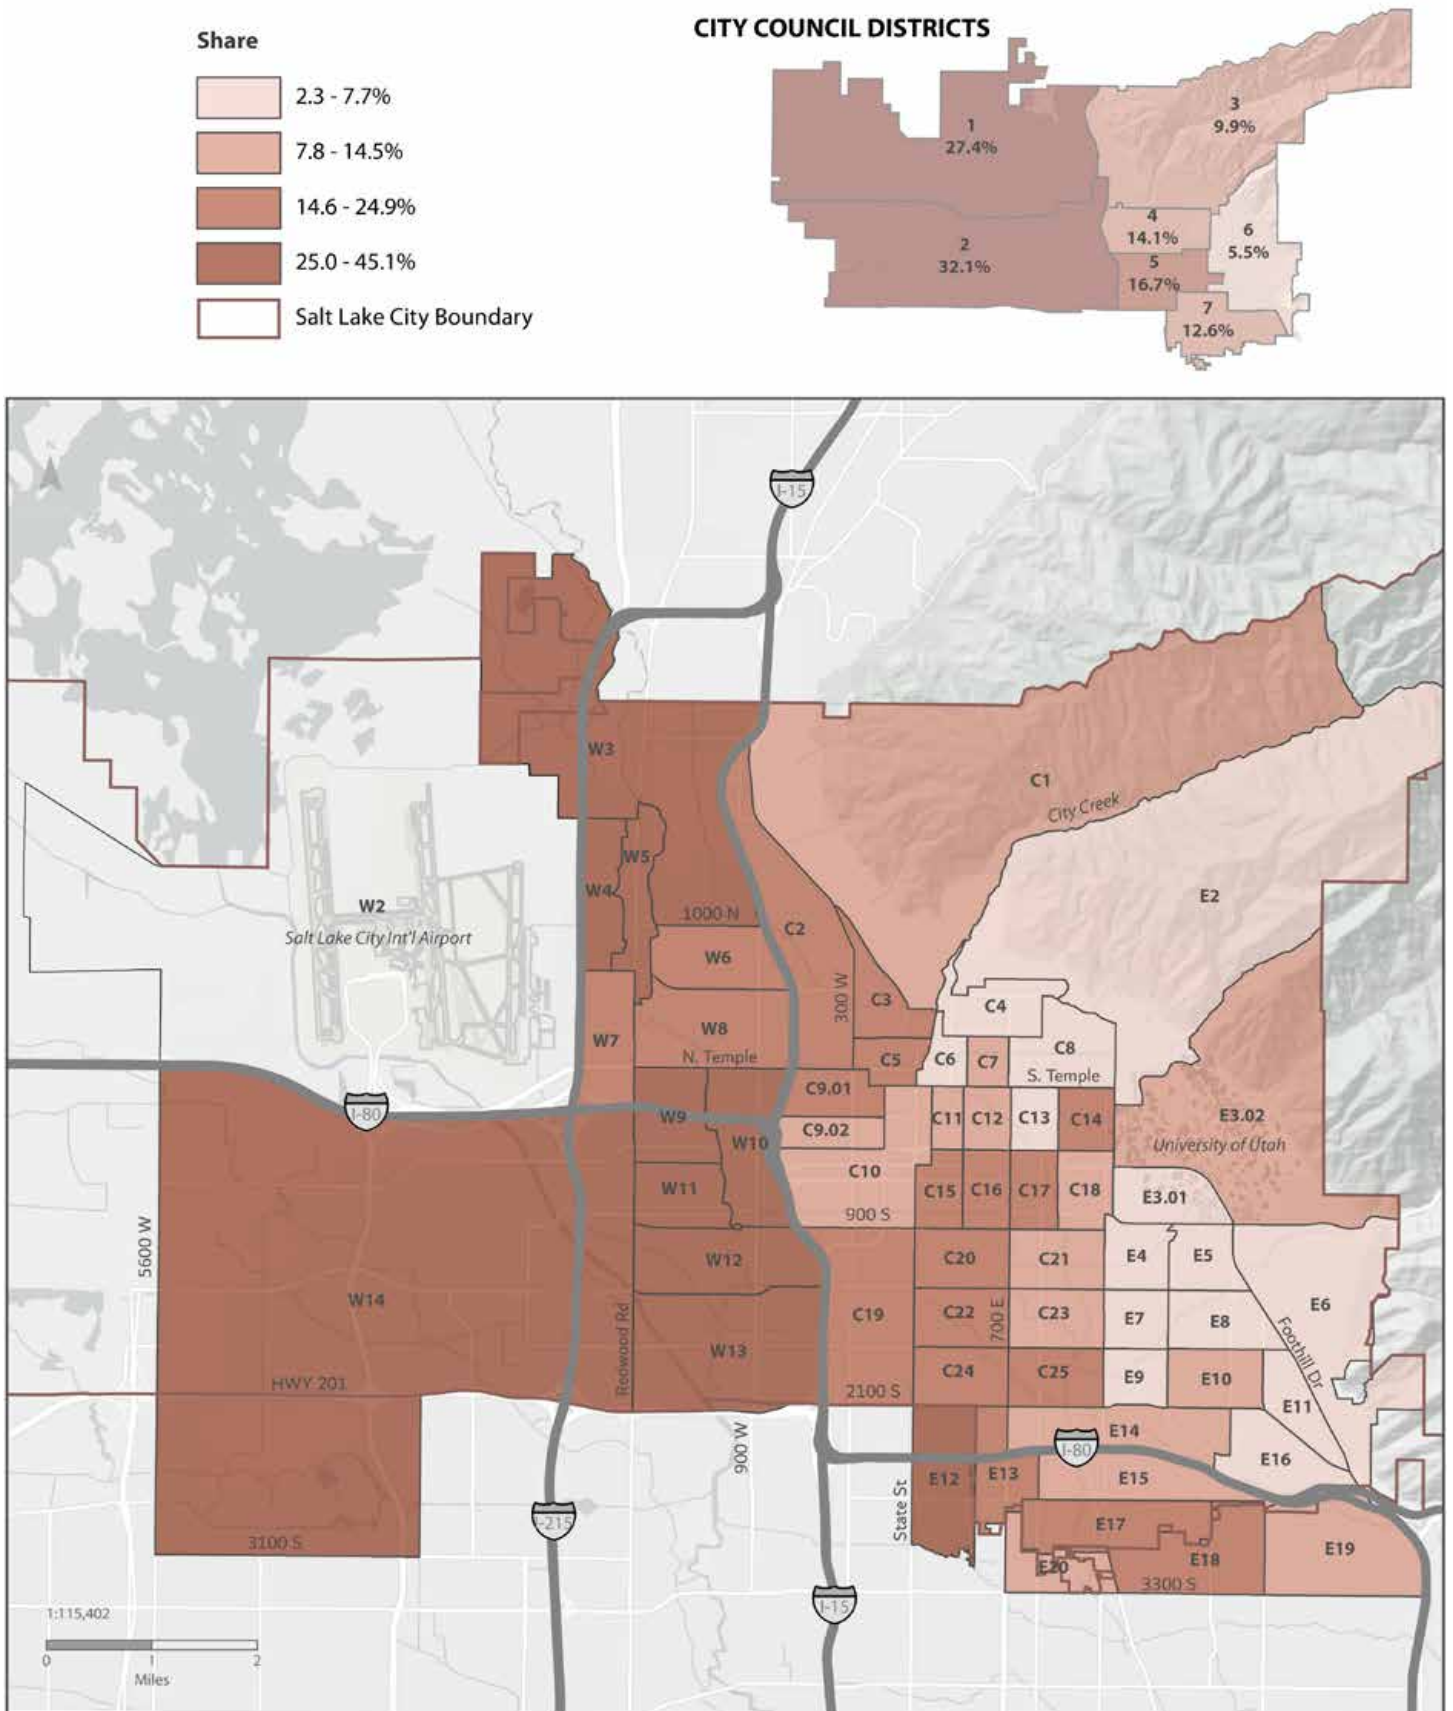 Share
2.3 - 7.7%
7.8 - 14.5%
14.6 - 24.9%
25.0 - 45.1%
Salt Lake City Boundary
CITY COUNCIL DISTRICTS
1
27.4%
3
9.9%
2
32.1%
4
14.1%
5
16.7%
6
5.5%
7
12.6%
I-15
W3
C1
City Creek
W5
W4
E2
W2
Salt Lake City Int'l Airport
1000 N
C2
W6
300 W
C3
C4
W7
W8
N. Temple
C5
C6
C7
C8
S. Temple
I-80
W9
W10
C9.01
C9.02
C11
C12
C13
C14
E3.02
University of Utah
C10
W11
900 S
C15
C16
C17
C18
E3.01
5600 W
W12
C20
C21
E4
E5
W14
C19
C22
700 E
C23
E7
E8
E6
Foothill Dr
Redwood Rd
W13
HWY 201
2100 S
C24
C25
E9
E10
E11
900 W
E14
I-80
E16
State St
E12
E13
E15
I-215
E17
3100 S
E20
E18
E19
3300 S
I-15
1:115,402
0 1 2
Miles